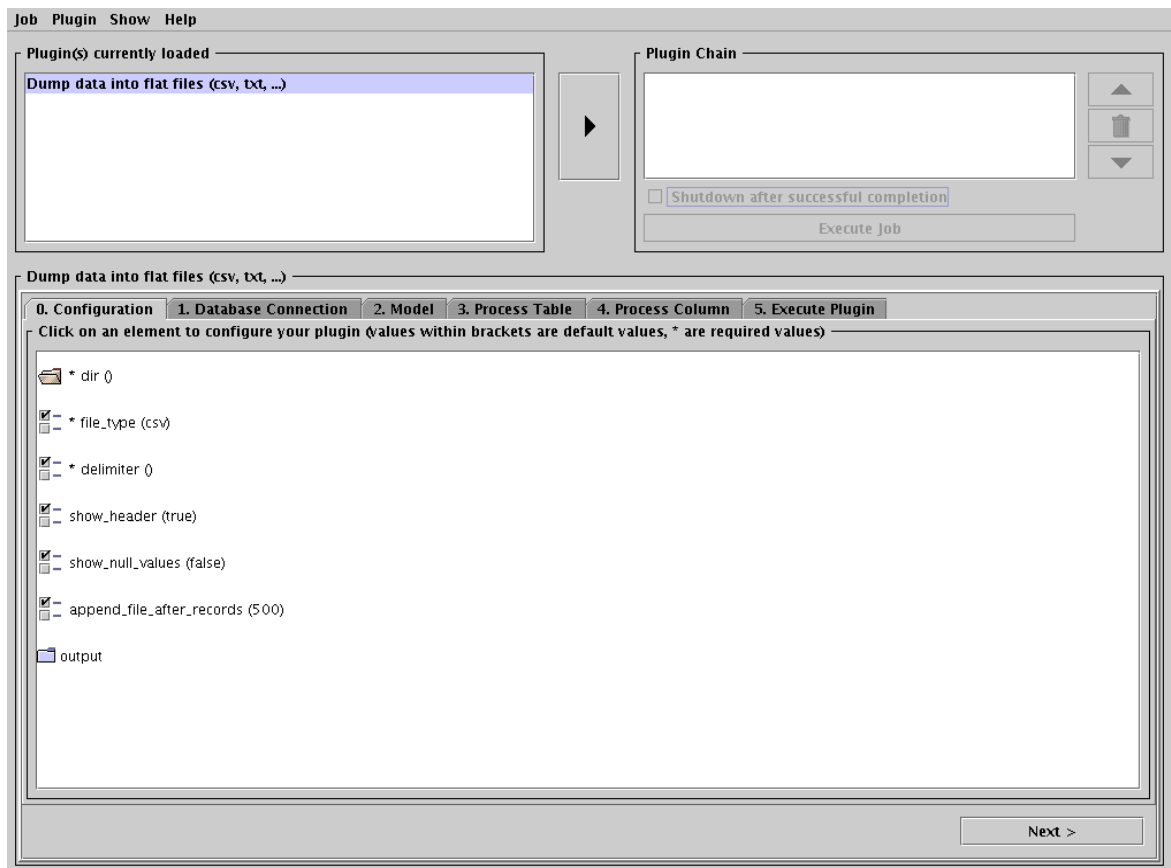 Job Plugin Show Help
Plugin(s) currently loaded
Dump data into flat files (csv, txt, ...)
Plugin Chain
Shutdown after successful completion
Execute Job
Dump data into flat files (csv, txt, ...)
0. Configuration 1. Database Connection 2. Model 3. Process Table 4. Process Column 5. Execute Plugin
Click on an element to configure your plugin (values within brackets are default values, * are required values)
* dir ()
* file_type (csv)
* delimiter ()
show_header (true)
show_null_values (false)
append_file_after_records (500)
output
Next >